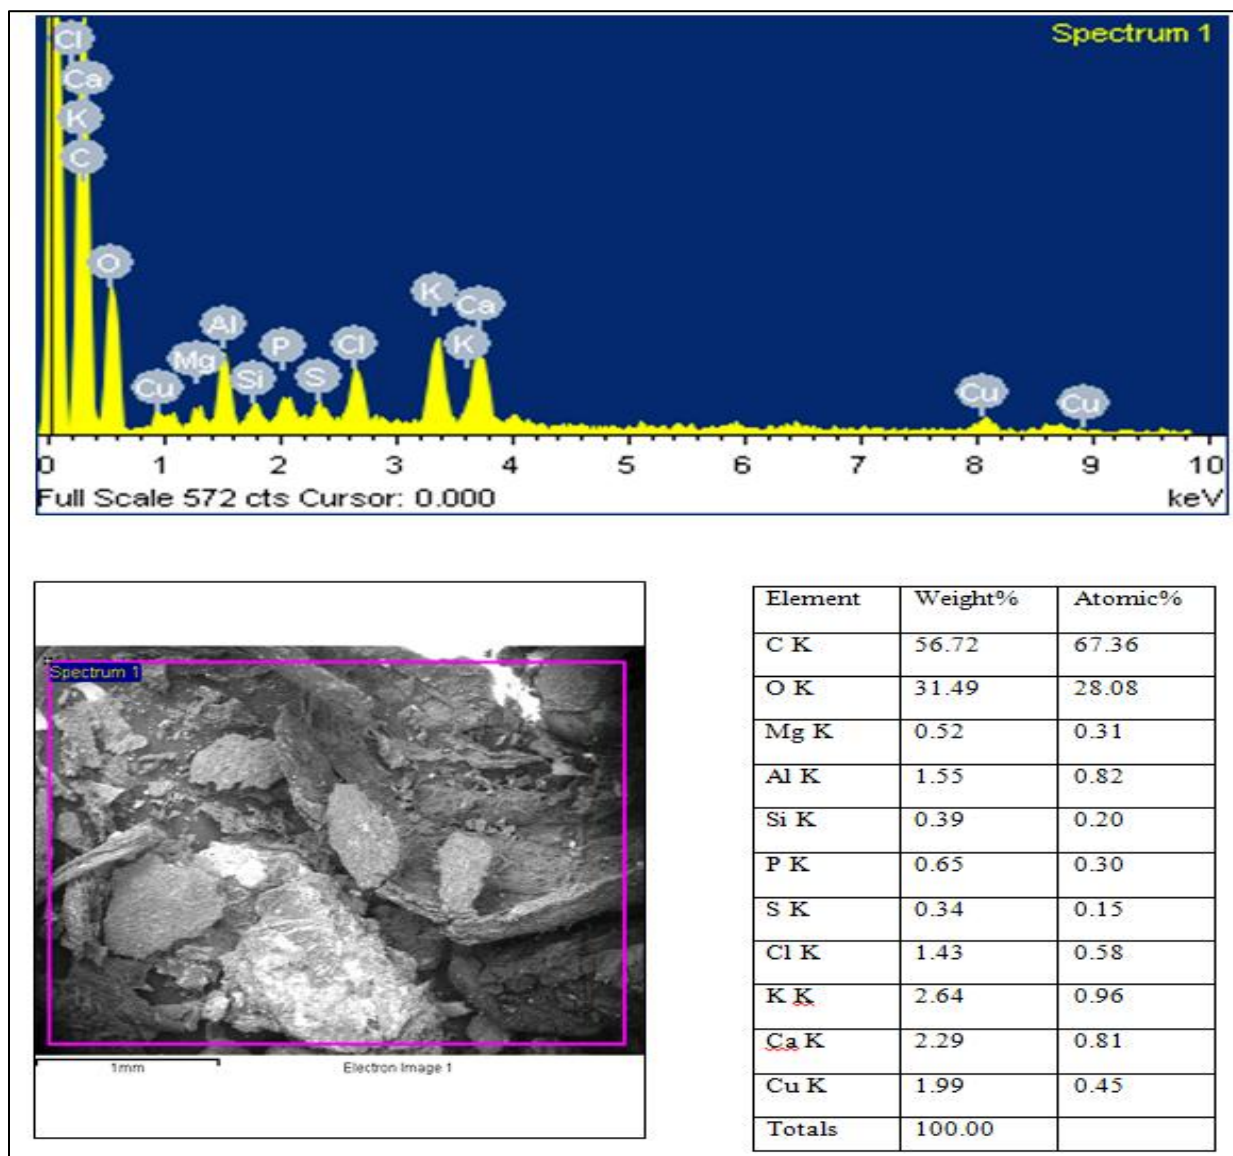 Spectrum 1
Cl
Ca
K
C
O
Cu
Mg
Al
Si
P
S
Cl
K
K
Ca
Cu
Cu
0 1 2 3 4 5 6 7 8 9 10
Full Scale 572 cts Cursor: 0.000 keV
Spectrum 1
1mm Electron Image 1
Element Weight% Atomic%
C K 56.72 67.36
O K 31.49 28.08
Mg K 0.52 0.31
Al K 1.55 0.82
Si K 0.39 0.20
P K 0.65 0.30
S K 0.34 0.15
Cl K 1.43 0.58
K K 2.64 0.96
Ca K 2.29 0.81
Cu K 1.99 0.45
Totals 100.00